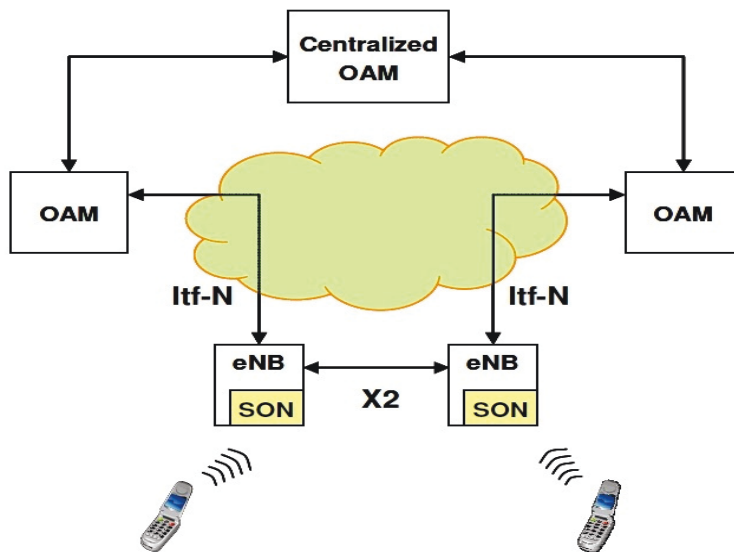 Centralized
OAM
OAM
OAM
Itf-N
Itf-N
eNB
eNB
X2
SON
SON